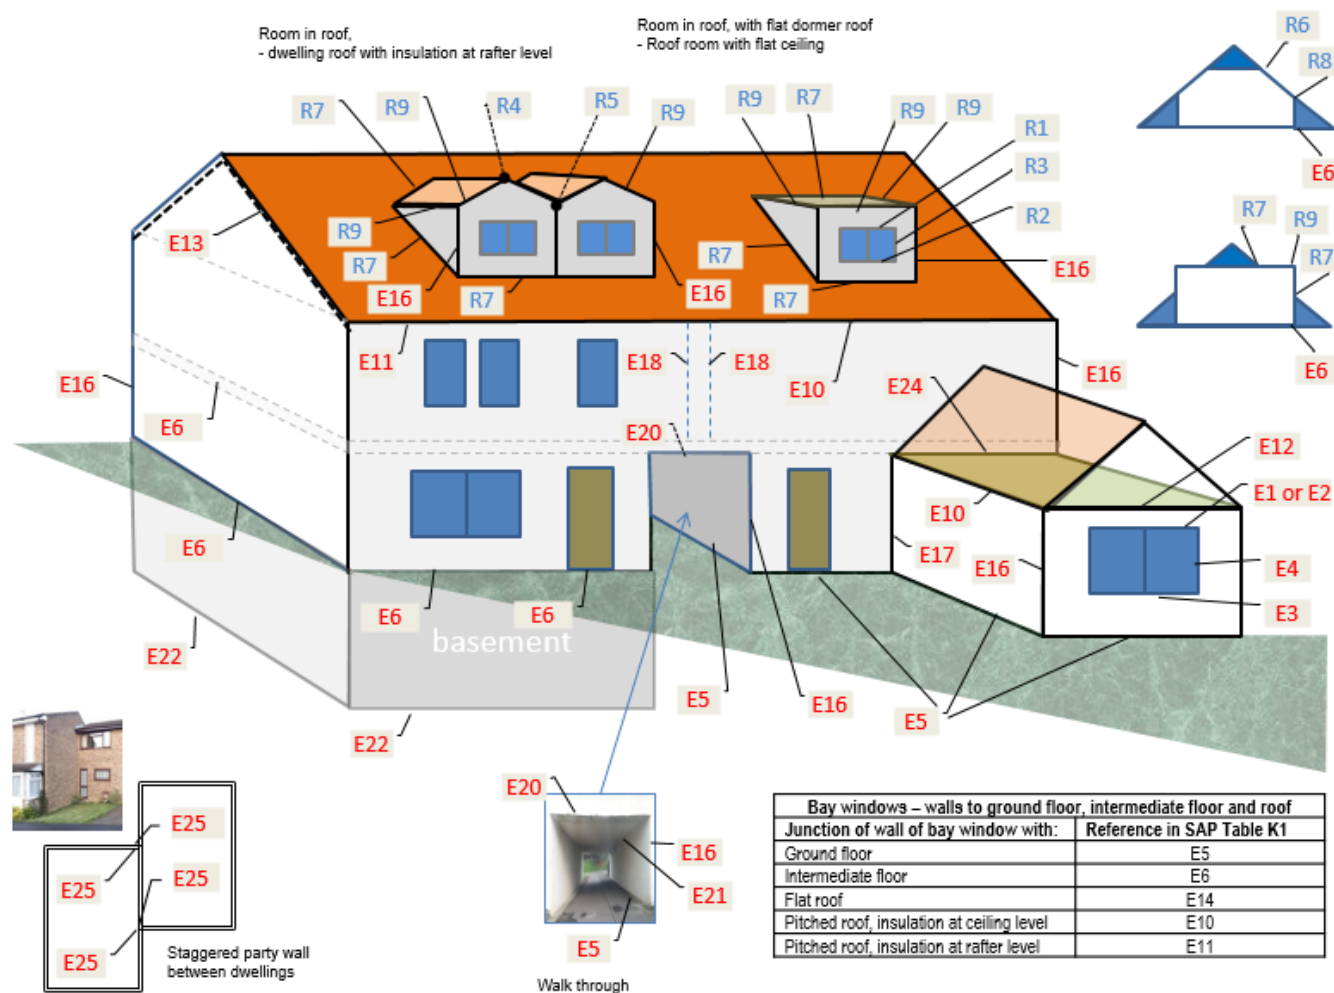 Room in roof,
- dwelling roof with insulation at rafter level
Room in roof, with flat dormer roof
- Roof room with flat ceiling
R6
R8
E6
R7
R9
R4
R5
R9
R9
R7
R9
R9
R1
R3
R2
R7
R9
R7
E6
E13
R9
R7
E16
R7
E16
R7
R7
E16
E11
E18
E18
E10
E24
E16
E16
E6
E20
E12
E10
E1 or E2
E6
E17
E16
E4
E3
E6
E6
basement
E22
E5
E16
E5
E22
E20
E16
E21
E5
Walk through
E25
E25
E25
E25
Staggered party wall
between dwellings
Bay windows – walls to ground floor, intermediate floor and roof
Junction of wall of bay window with: Reference in SAP Table K1
Ground floor E5
Intermediate floor E6
Flat roof E14
Pitched roof, insulation at ceiling level E10
Pitched roof, insulation at rafter level E11